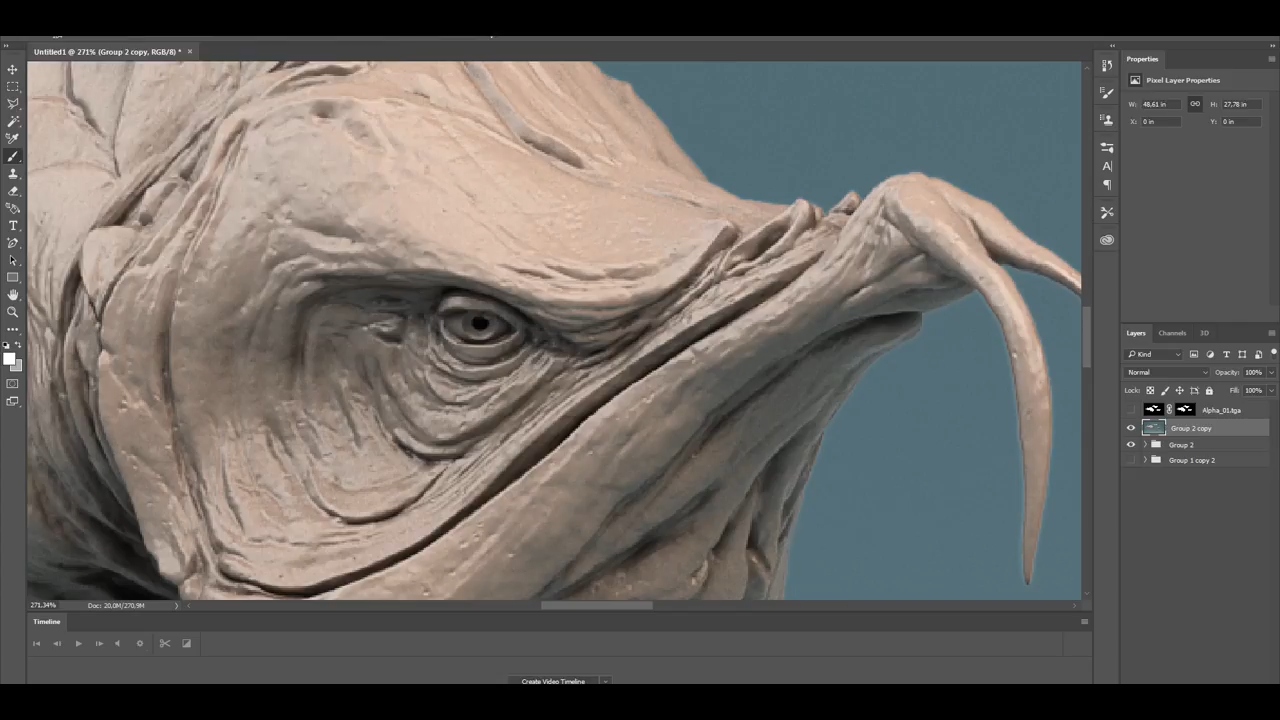 Untitled1 @ 271% (Group 2 copy, RGB/8) *
Properties
Pixel Layer Properties
W: 48,61 in
H: 27,78 in
X: 0 in
Y: 0 in
Layers
Channels
3D
Kind
Normal
Opacity: 100%
Lock:
Fill: 100%
Alpha_01.tga
Group 2 copy
Group 2
Group 1 copy 2
271.34%
Doc: 20,0M/270,9M
Timeline
Create Video Timeline